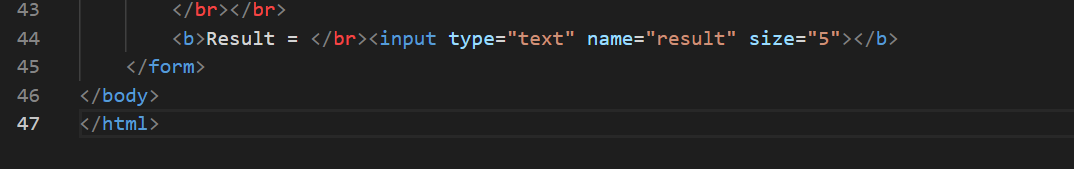 43 </br></br>
44 <b>Result = </br><input type="text" name="result" size="5"></b>
45 </form>
46 </body>
47 </html>